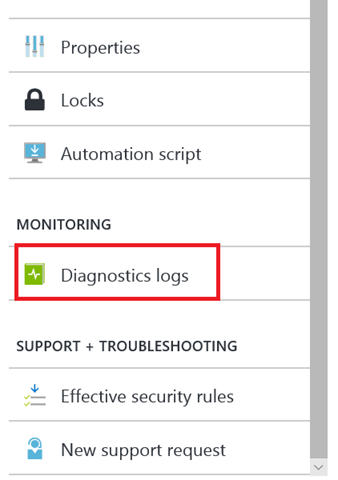 Properties
Locks
Automation script
MONITORING
Diagnostics logs
SUPPORT + TROUBLESHOOTING
Effective security rules
New support request